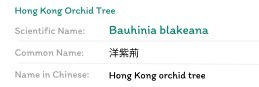 Hong Kong Orchid Tree
Scientific Name: Bauhinia blakeana
Common Name: 洋紫荊
Name in Chinese: Hong Kong orchid tree